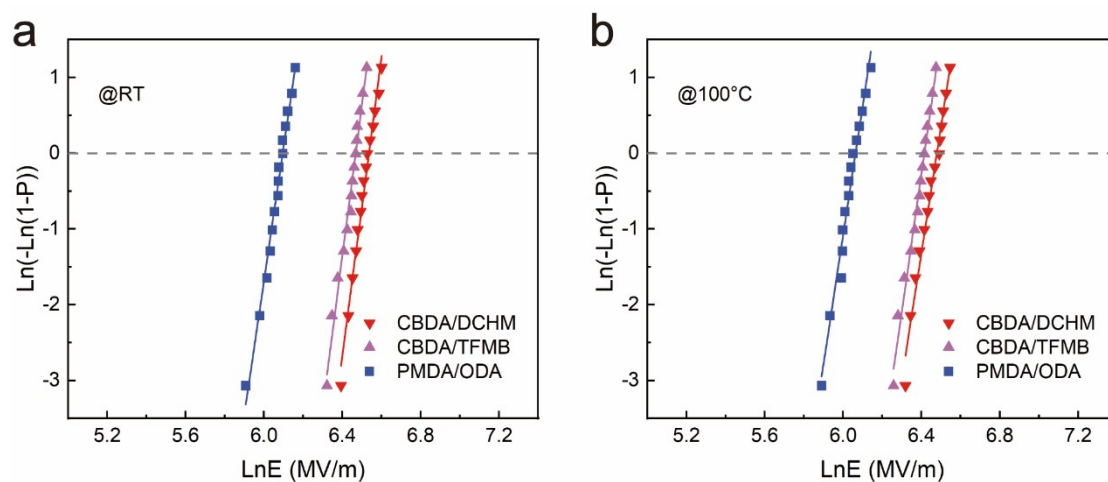 a
@RT
Ln(-Ln(1-P))
1
0
-1
-2
-3
CBDA/DCHM
CBDA/TFMB
PMDA/ODA
5.2 5.6 6.0 6.4 6.8 7.2
LnE (MV/m)
b
@100°C
Ln(-Ln(1-P))
1
0
-1
-2
-3
CBDA/DCHM
CBDA/TFMB
PMDA/ODA
5.2 5.6 6.0 6.4 6.8 7.2
LnE (MV/m)